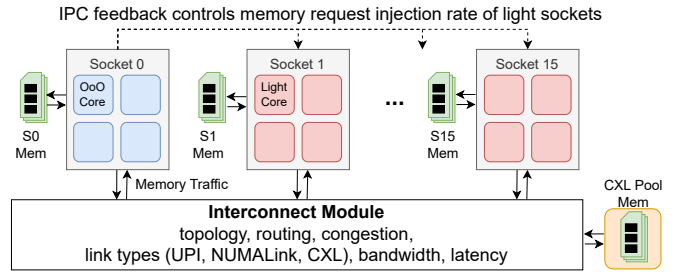 IPC feedback controls memory request injection rate of light sockets
Socket 0
Socket 1
Socket 15
OoO
Core
Light
Core
...
S0
Mem
S1
Mem
S15
Mem
Memory Traffic
CXL Pool
Mem
Interconnect Module
topology, routing, congestion,
link types (UPI, NUMALink, CXL), bandwidth, latency